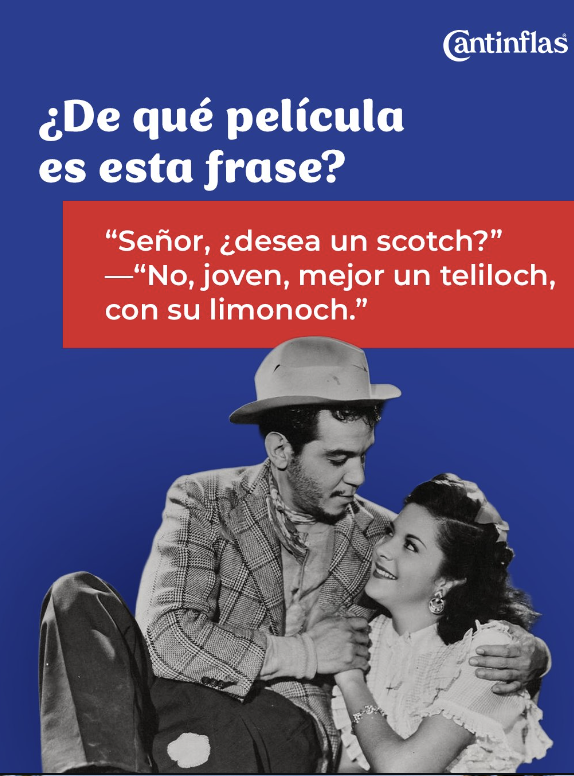 Cantinflas®
¿De qué película
es esta frase?
“Señor, ¿desea un scotch?”
—“No, joven, mejor un teliloch,
con su limonoch.”